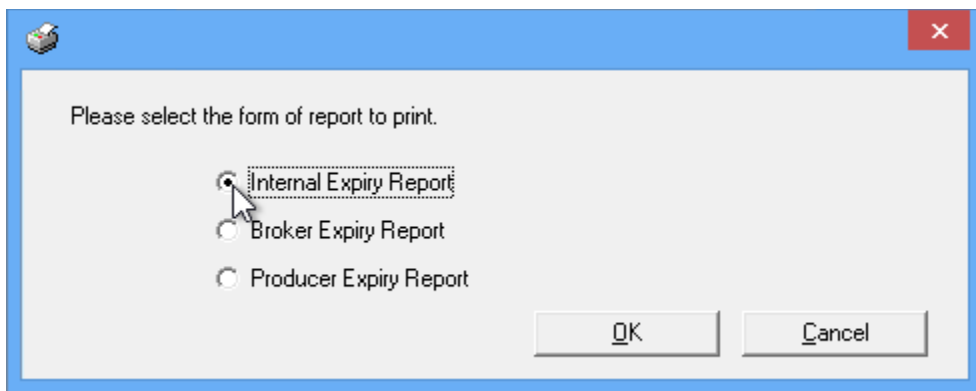 Please select the form of report to print.
Internal Expiry Report
Broker Expiry Report
Producer Expiry Report
OK Cancel